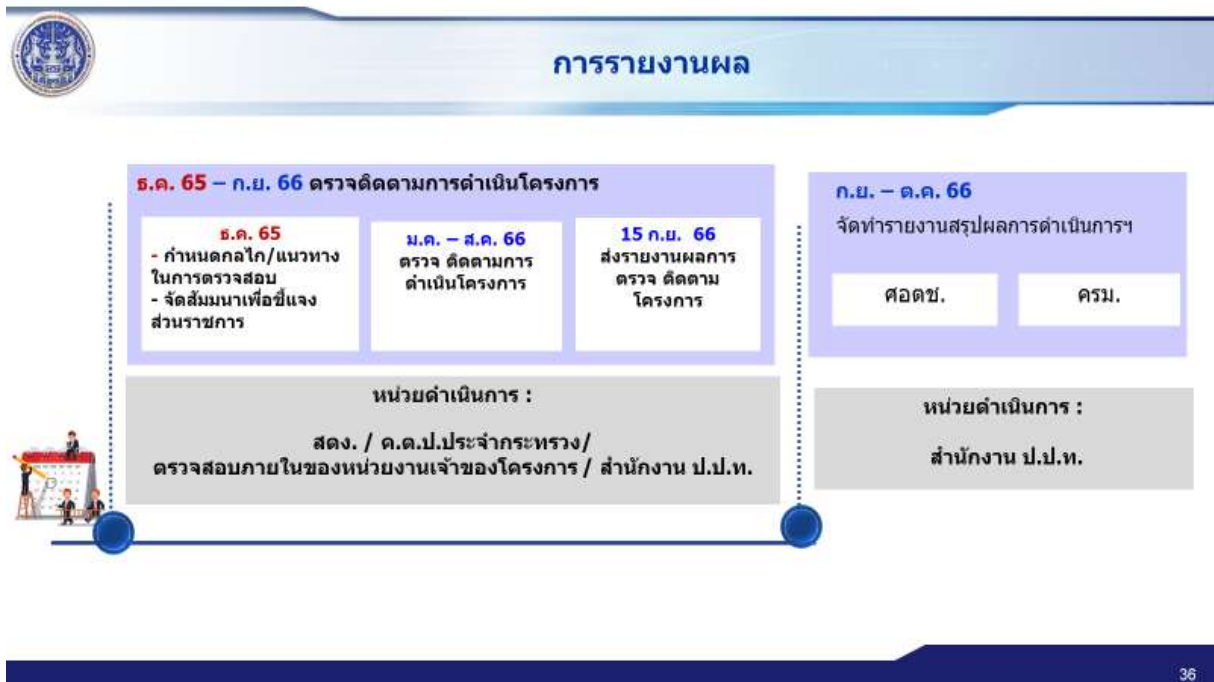 การรายงานผล
ธ.ค. 65 – ก.ย. 66 ตรวจติดตามการดำเนินโครงการ
ธ.ค. 65
- กำหนดกลไก/แนวทาง
ในการตรวจสอบ
- จัดสัมมนาเพื่อชี้แจง
ส่วนราชการ
ม.ค. – ส.ค. 66
ตรวจ ติดตามการ
ดำเนินโครงการ
15 ก.ย. 66
ส่งรายงานผลการ
ตรวจ ติดตาม
โครงการ
หน่วยดำเนินการ :
สตง. / ค.ต.ป.ประจำกระทรวง/
ตรวจสอบภายในของหน่วยงานเจ้าของโครงการ / สำนักงาน ป.ป.ท.
ก.ย. – ต.ค. 66
จัดทำรายงานสรุปผลการดำเนินการฯ
ศอตช.
ครม.
หน่วยดำเนินการ :
สำนักงาน ป.ป.ท.
36